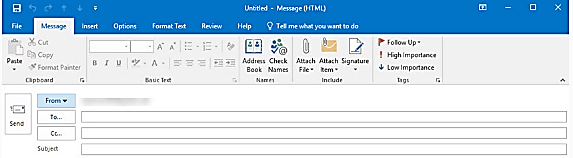 Untitled - Message (HTML)
File Message Insert Options Format Text Review Help Tell me what you want to do
Paste
Cut
Copy
Format Painter
Clipboard
B I U
A
Basic Text
Address Book
Check Names
Names
Attach File
Attach Item
Signature
Include
Follow Up
High Importance
Low Importance
Tags
Send
From
To...
Cc...
Subject